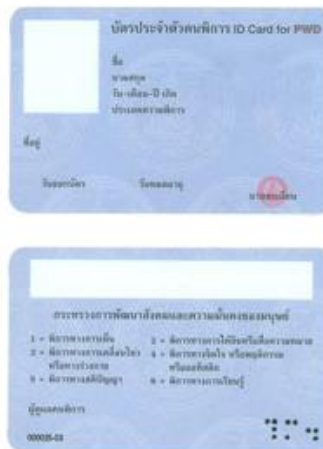 บัตรประจำตัวคนพิการ ID Card for PWD
ชื่อ
นามสกุล
วัน-เดือน-ปี เกิด
ประเภทความพิการ
ที่อยู่
วันออกบัตร วันหมดอายุ
นายทะเบียน
กระทรวงการพัฒนาสังคมและความมั่นคงของมนุษย์
1 = พิการทางการเห็น 2 = พิการทางการได้ยินหรือสื่อความหมาย
3 = พิการทางการเคลื่อนไหว 4 = พิการทางจิตใจ หรือพฤติกรรม
หรือทางร่างกาย หรือออทิสติก
5 = พิการทางสติปัญญา 6 = พิการทางการเรียนรู้
ผู้ดูแลคนพิการ